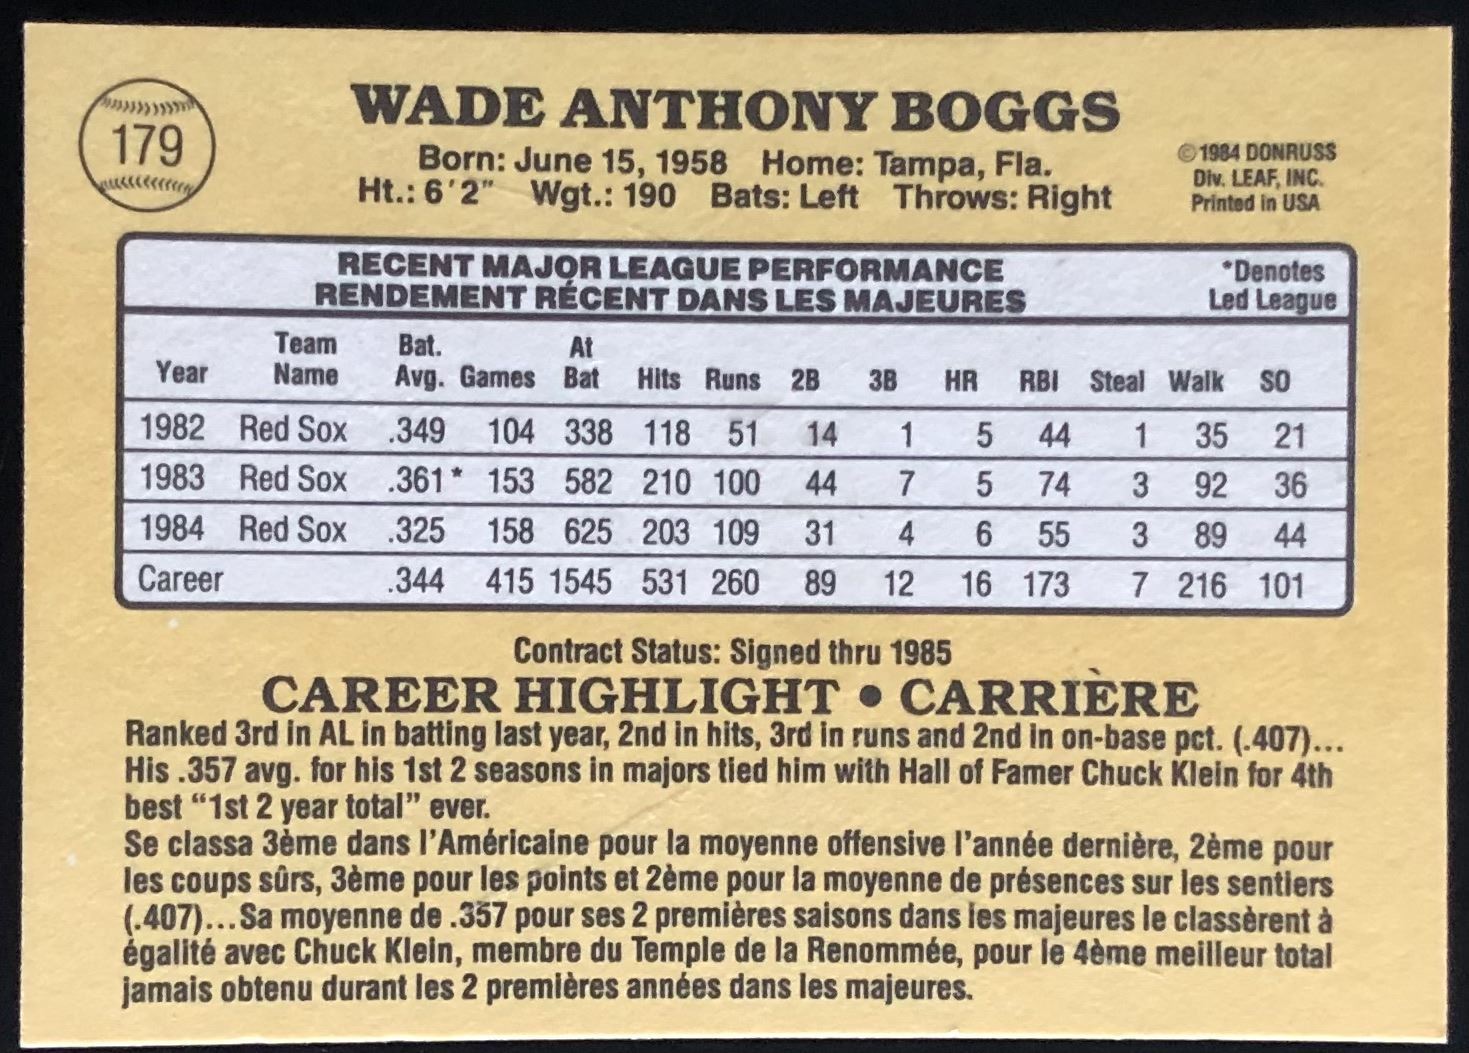 179
WADE ANTHONY BOGGS
Born: June 15, 1958 Home: Tampa, Fla.
Ht.: 6'2" Wgt.: 190 Bats: Left Throws: Right
©1984 DONRUSS
Div. LEAF, INC.
Printed in USA
RECENT MAJOR LEAGUE PERFORMANCE
RENDEMENT RÉCENT DANS LES MAJEURES
*Denotes
Led League
Year Team Name Bat. Avg. Games At Bat Hits Runs 2B 3B HR RBI Steal Walk SO
1982 Red Sox .349 104 338 118 51 14 1 5 44 1 35 21
1983 Red Sox .361* 153 582 210 100 44 7 5 74 3 92 36
1984 Red Sox .325 158 625 203 109 31 4 6 55 3 89 44
Career .344 415 1545 531 260 89 12 16 173 7 216 101
Contract Status: Signed thru 1985
CAREER HIGHLIGHT • CARRIÈRE
Ranked 3rd in AL in batting last year, 2nd in hits, 3rd in runs and 2nd in on-base pct. (.407)...
His .357 avg. for his 1st 2 seasons in majors tied him with Hall of Famer Chuck Klein for 4th
best “1st 2 year total” ever.
Se classa 3ème dans l'Américaine pour la moyenne offensive l'année dernière, 2ème pour
les coups sûrs, 3ème pour les points et 2ème pour la moyenne de présences sur les sentiers
(.407)...Sa moyenne de .357 pour ses 2 premières saisons dans les majeures le classèrent à
égalité avec Chuck Klein, membre du Temple de la Renommée, pour le 4ème meilleur total
jamais obtenu durant les 2 premières années dans les majeures.